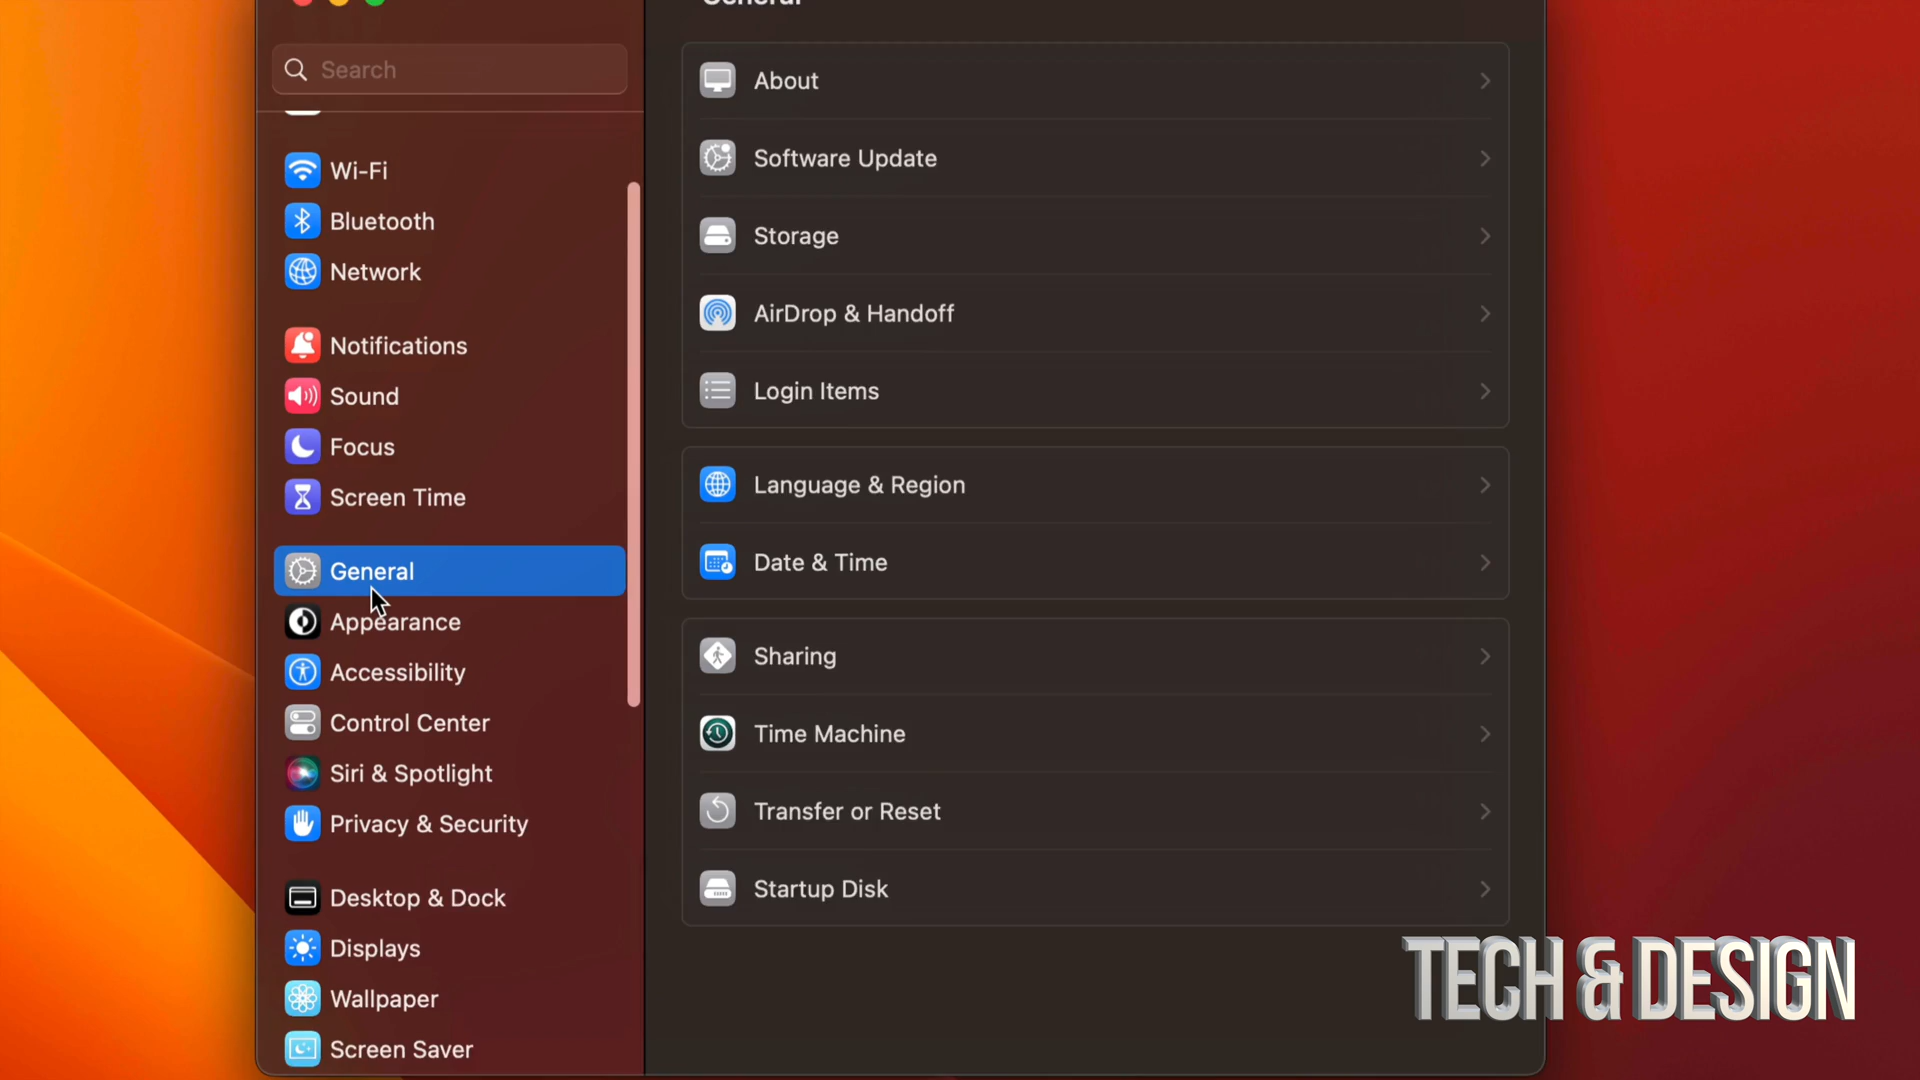 General
Search
Wi-Fi
Bluetooth
Network
Notifications
Sound
Focus
Screen Time
General
Appearance
Accessibility
Control Center
Siri & Spotlight
Privacy & Security
Desktop & Dock
Displays
Wallpaper
Screen Saver
About
Software Update
Storage
AirDrop & Handoff
Login Items
Language & Region
Date & Time
Sharing
Time Machine
Transfer or Reset
Startup Disk
TECH & DESIGN